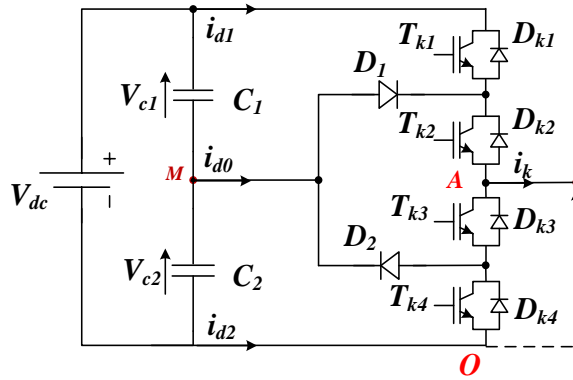 i_d1
T_k1
D_k1
D_1
V_c1
C_1
T_k2
D_k2
+
M
i_d0
A
i_k
V_dc
T_k3
D_k3
D_2
V_c2
C_2
T_k4
D_k4
i_d2
O